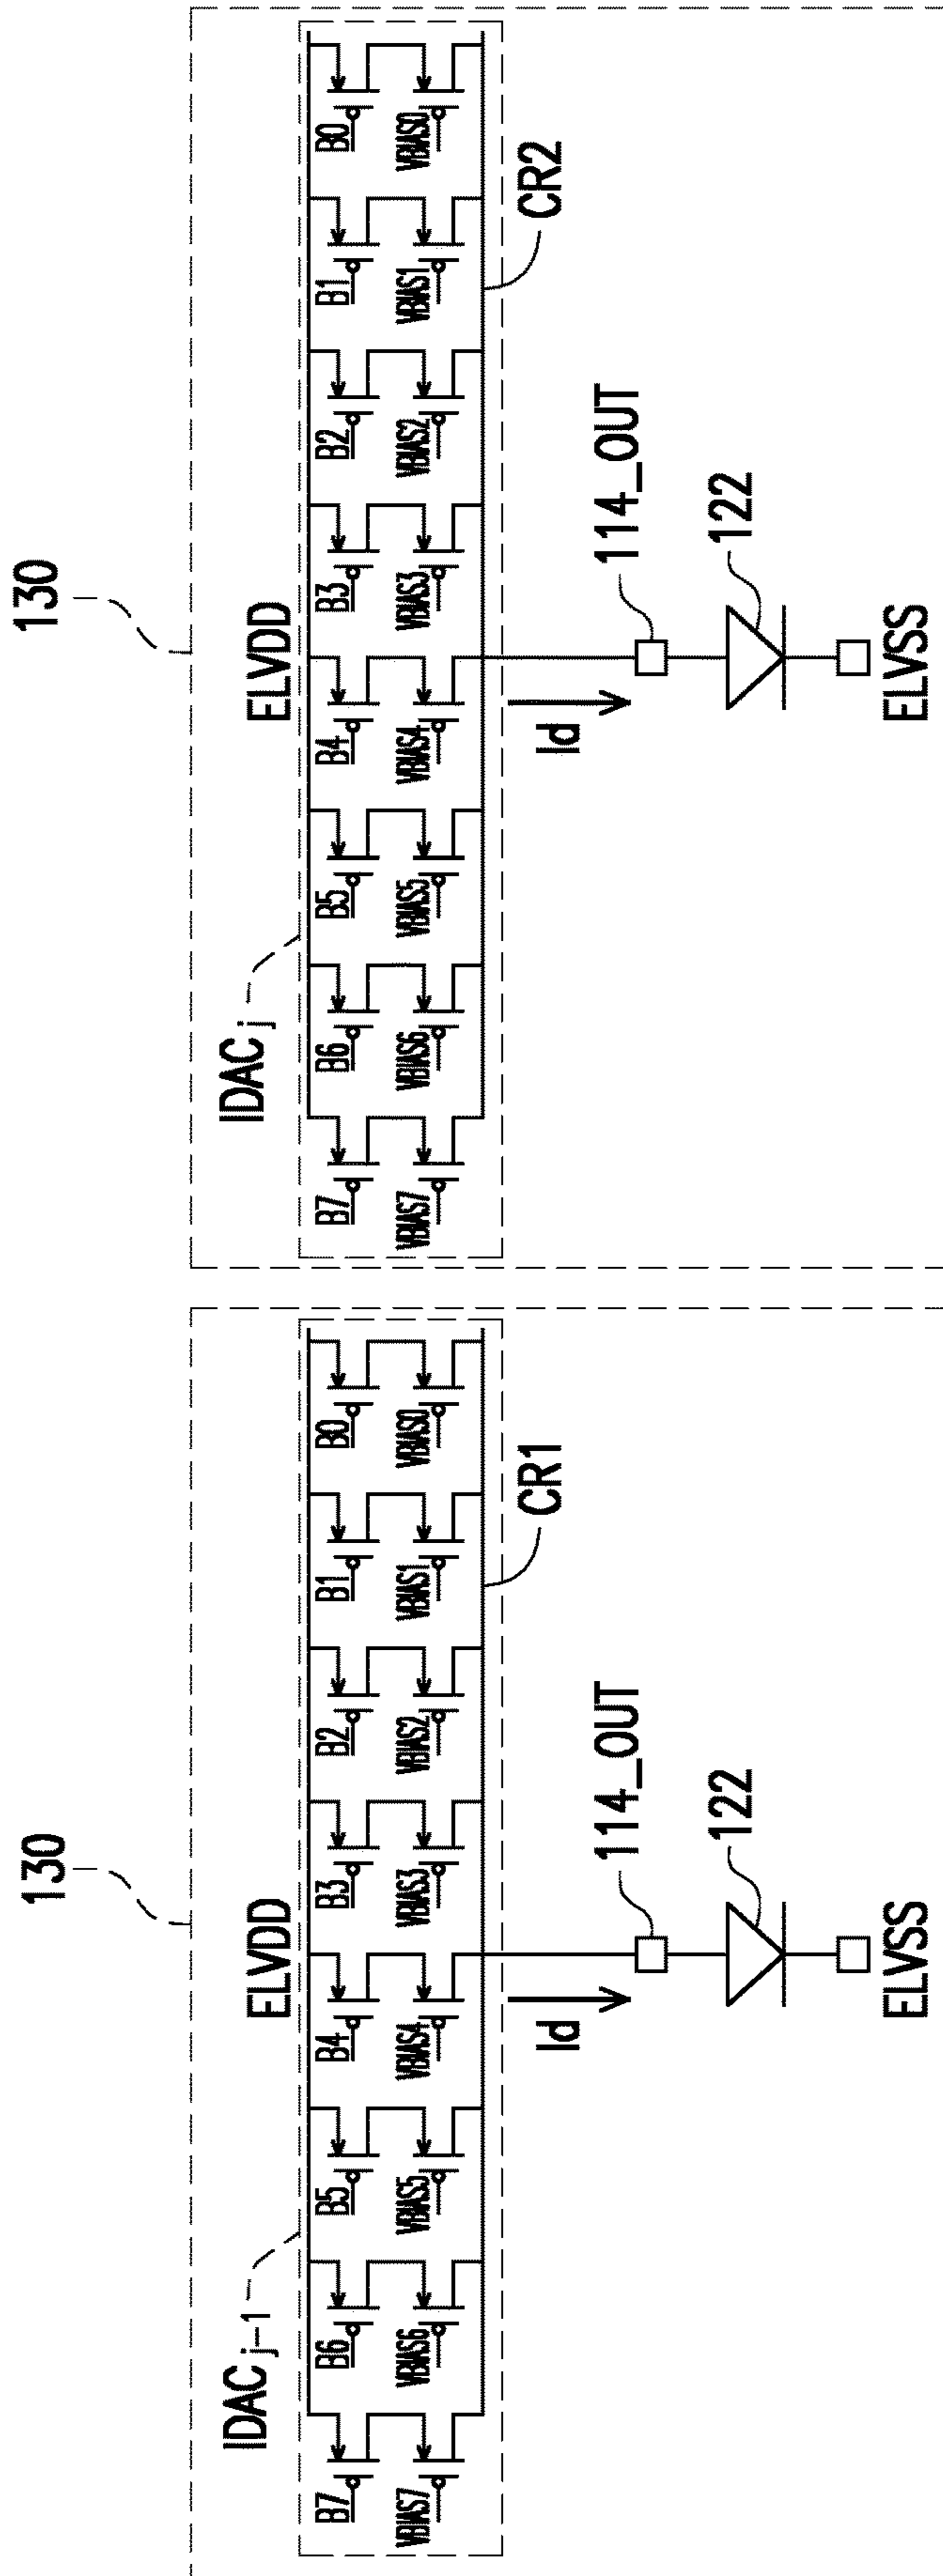 130
IDAC j-1
ELVDD
B7
B6
B5
B4
B3
B2
B1
B0
VBIAS7
VBIAS6
VBIAS5
VBIAS4
VBIAS3
VBIAS2
VBIAS1
VBIAS0
CR1
Id
114_OUT
122
ELVSS
130
IDAC j
ELVDD
B7
B6
B5
B4
B3
B2
B1
B0
VBIAS7
VBIAS6
VBIAS5
VBIAS4
VBIAS3
VBIAS2
VBIAS1
VBIAS0
CR2
Id
114_OUT
122
ELVSS